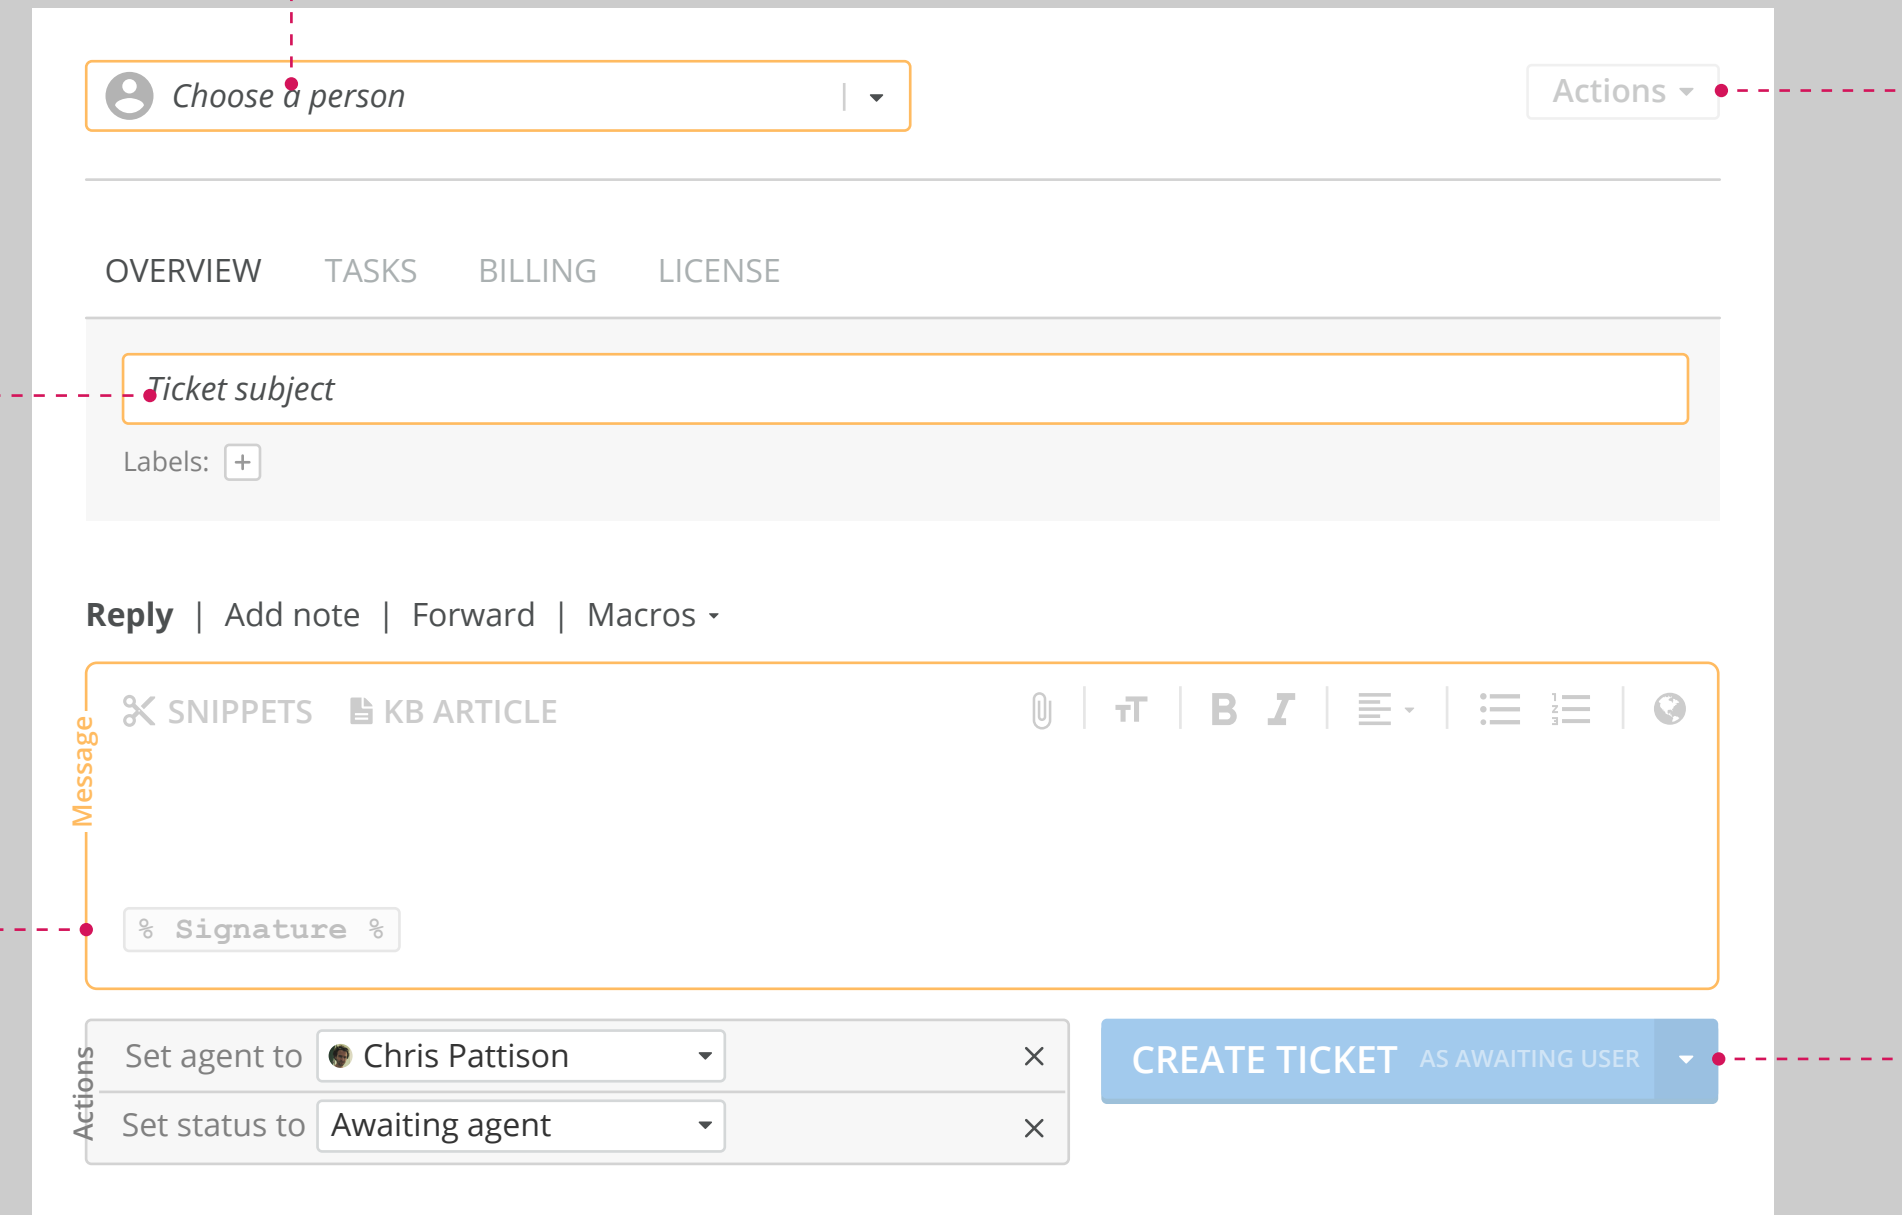 Choose a person
Actions
OVERVIEW TASKS BILLING LICENSE
Ticket subject
Labels: +
Reply | Add note | Forward | Macros
Message
SNIPPETS KB ARTICLE
% Signature %
Actions
Set agent to Chris Pattison
Set status to Awaiting agent
CREATE TICKET AS AWAITING USER